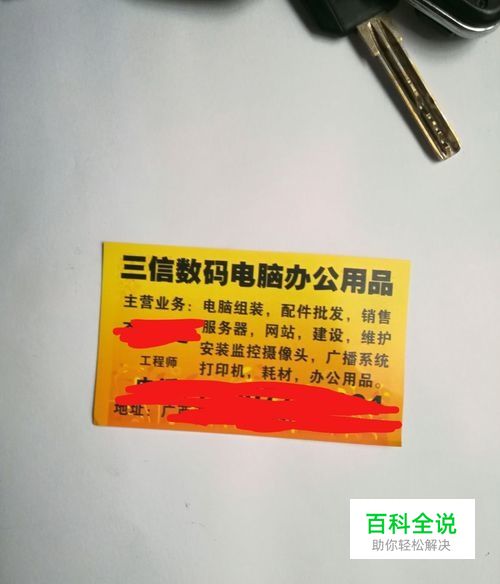 三信数码电脑办公用品
主营业务：电脑组装，配件批发，销售
服务器，网站，建设，维护
安装监控摄像头，广播系统
工程师
打印机，耗材，办公用品。
地址：广西
百科全说
助你轻松解决